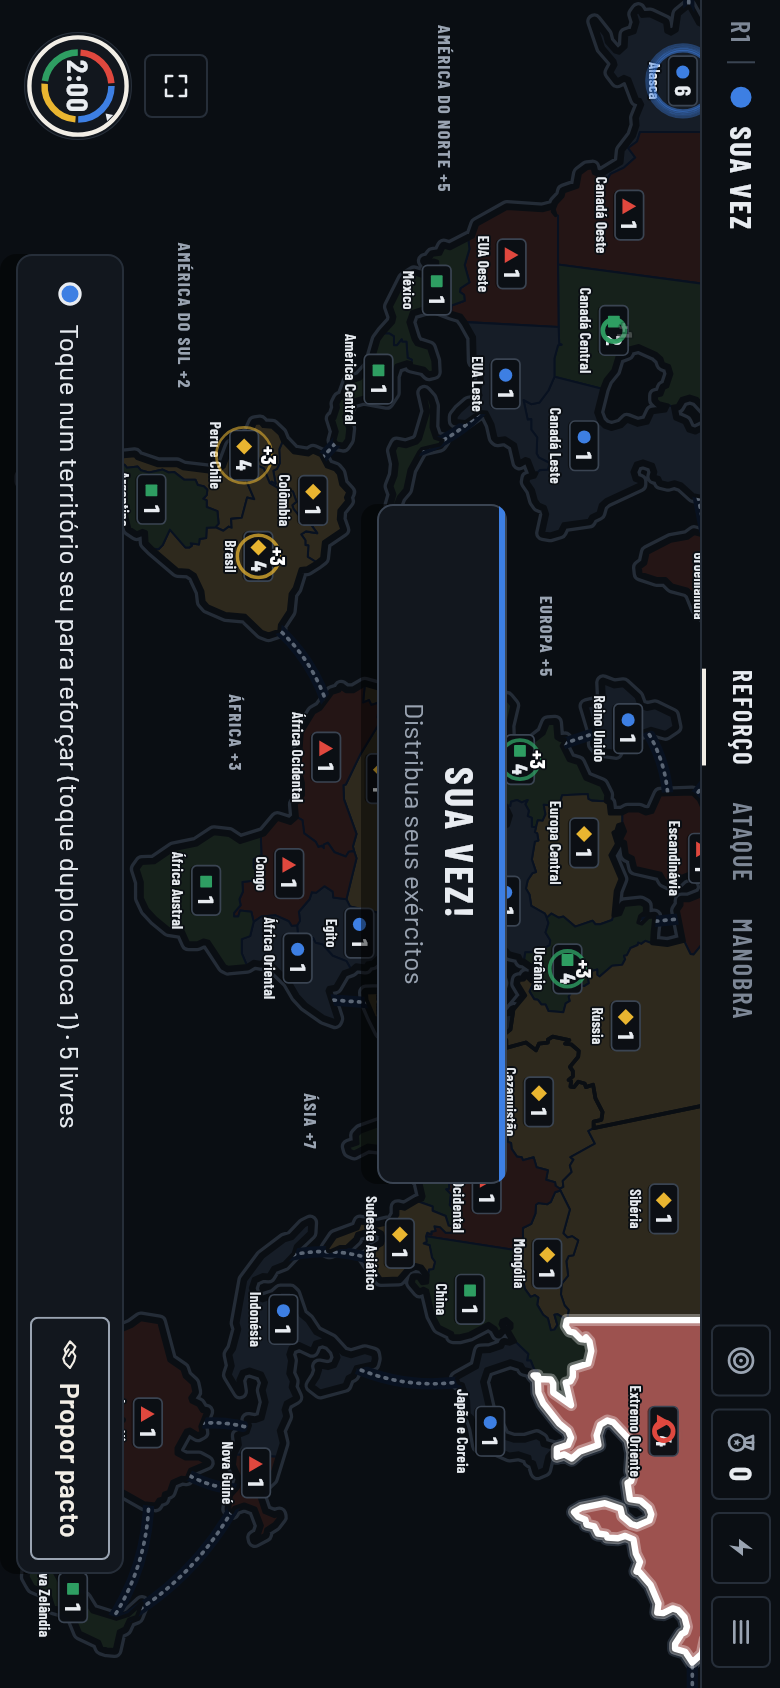 R1
SUA VEZ
REFORÇO
ATAQUE
MANOBRA
0
Alasca
6
Canadá Oeste
1
Canadá Central
EUA Oeste
1
México
1
EUA Leste
1
Canadá Leste
1
América Central
1
AMÉRICA DO NORTE +5
AMÉRICA DO SUL +2
Peru e Chile
4
+3
Colômbia
1
Brasil
4
+3
1
EUROPA +5
Reino Unido
1
Escandinávia
Europa Central
1
4
+3
1
Ucrânia
4
+3
Rússia
1
ÁFRICA +3
África Ocidental
1
Congo
1
Egito
1
África Oriental
1
África Austral
1
ÁSIA +7
Cazaquistão
1
Sibéria
1
Mongólia
1
1
Sudeste Asiático
1
China
1
Japão e Coreia
1
Extremo Oriente
Indonésia
1
Nova Guiné
1
1
1
SUA VEZ!
Distribua seus exércitos
2:00
Toque num território seu para reforçar (toque duplo coloca 1) · 5 livres
Propor pacto